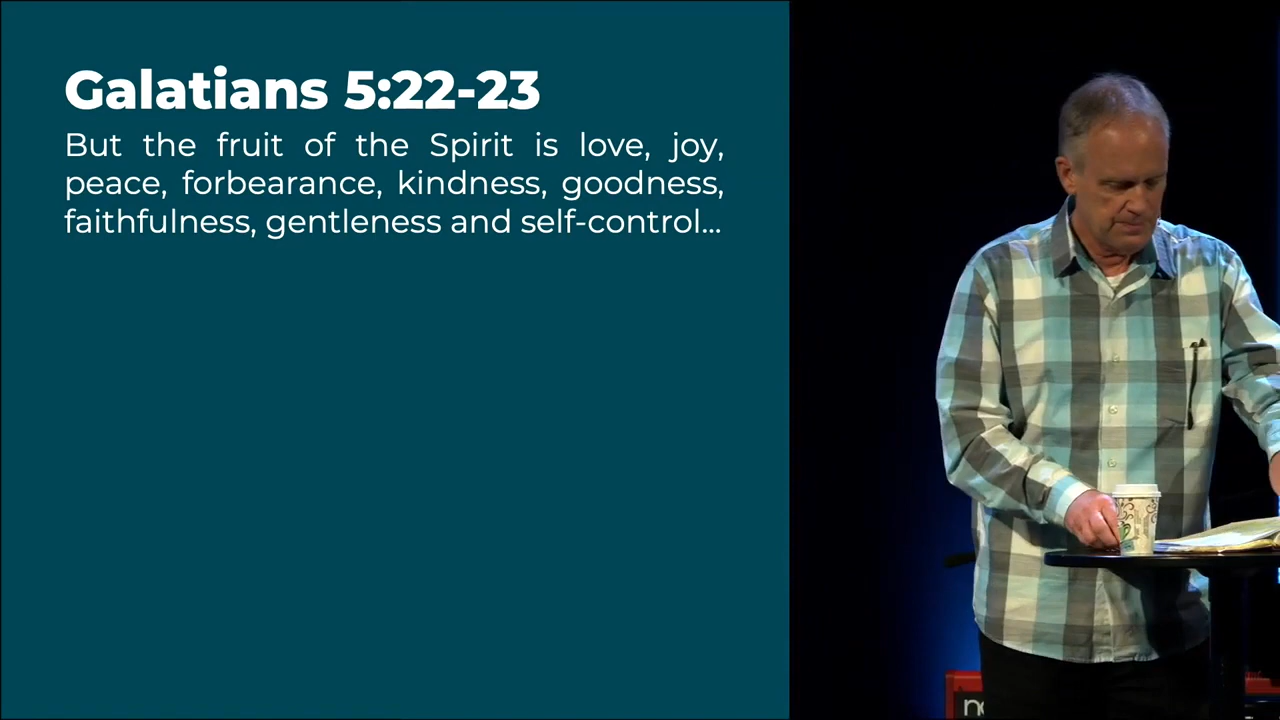 Galatians 5:22-23
But the fruit of the Spirit is love, joy,
peace, forbearance, kindness, goodness,
faithfulness, gentleness and self-control...